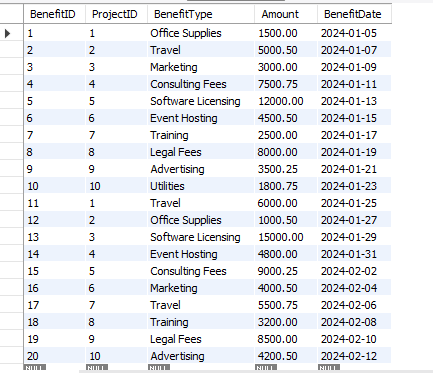 BenefitID ProjectID BenefitType Amount BenefitDate
1 1 Office Supplies 1500.00 2024-01-05
2 2 Travel 5000.50 2024-01-07
3 3 Marketing 3000.00 2024-01-09
4 4 Consulting Fees 7500.75 2024-01-11
5 5 Software Licensing 12000.00 2024-01-13
6 6 Event Hosting 4500.50 2024-01-15
7 7 Training 2500.00 2024-01-17
8 8 Legal Fees 8000.00 2024-01-19
9 9 Advertising 3500.25 2024-01-21
10 10 Utilities 1800.75 2024-01-23
11 1 Travel 6000.00 2024-01-25
12 2 Office Supplies 1000.50 2024-01-27
13 3 Software Licensing 15000.00 2024-01-29
14 4 Event Hosting 4800.00 2024-01-31
15 5 Consulting Fees 9000.25 2024-02-02
16 6 Marketing 4000.50 2024-02-04
17 7 Travel 5500.75 2024-02-06
18 8 Training 3200.00 2024-02-08
19 9 Legal Fees 8500.00 2024-02-10
20 10 Advertising 4200.50 2024-02-12
NULL NULL NULL NULL NULL